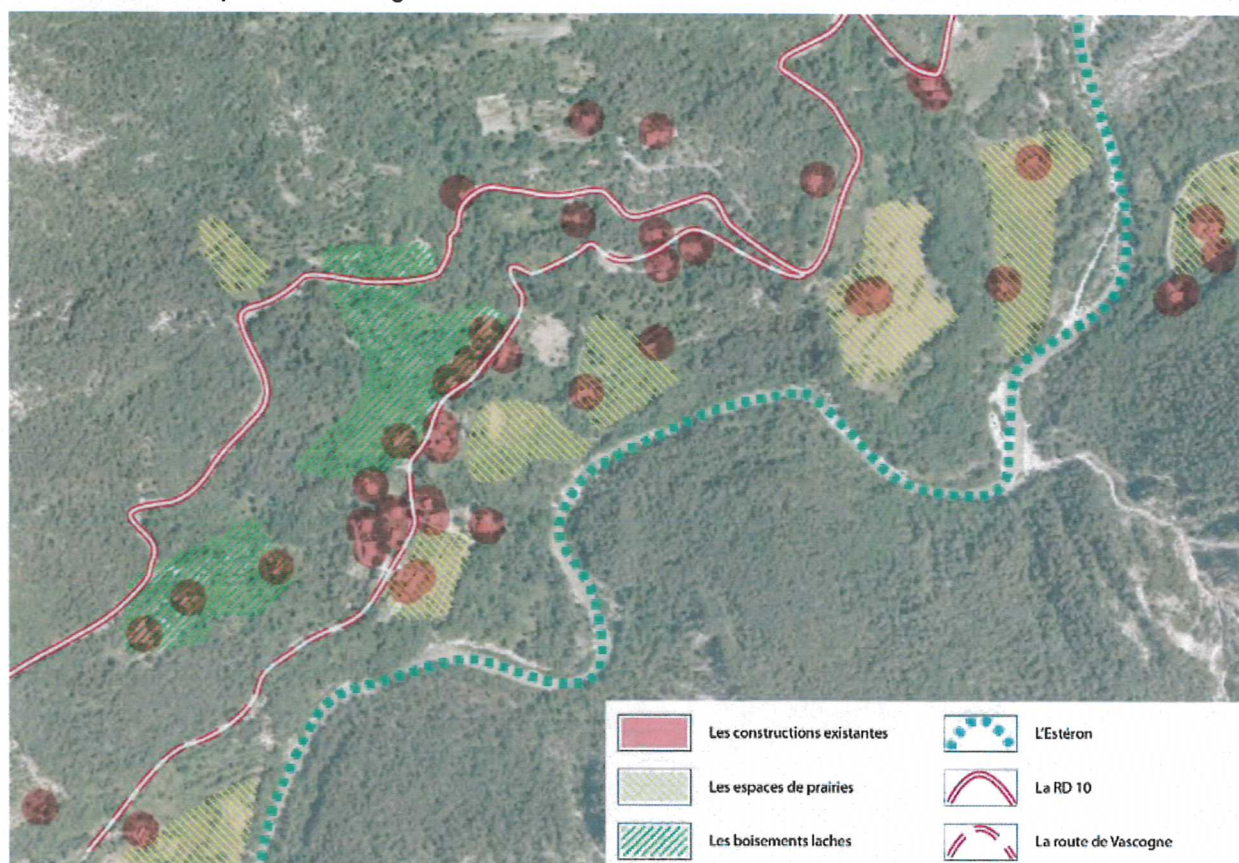 Les constructions existantes
Les espaces de prairies
Les boisements laches
L'Estéron
La RD 10
La route de Vascogne